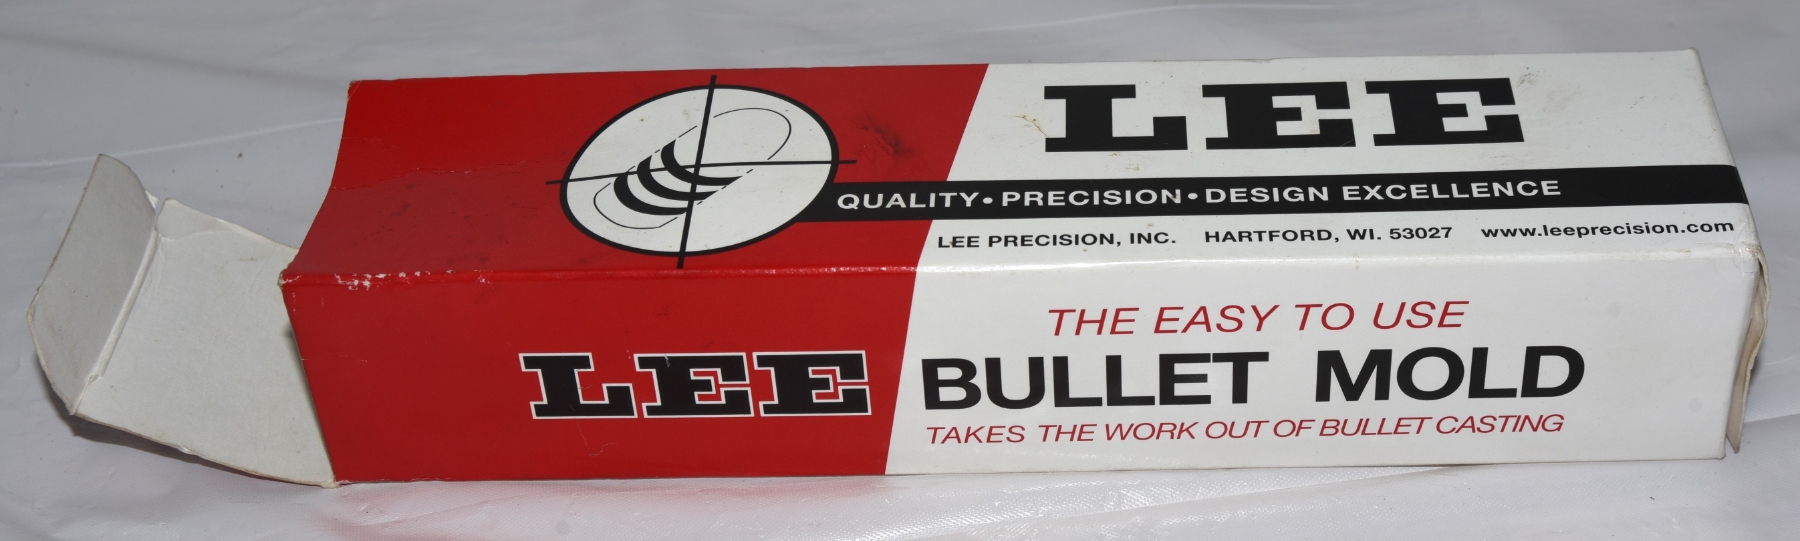 LEE
QUALITY • PRECISION • DESIGN EXCELLENCE
LEE PRECISION, INC. HARTFORD, WI. 53027 www.leeprecision.com
THE EASY TO USE
LEE BULLET MOLD
TAKES THE WORK OUT OF BULLET CASTING